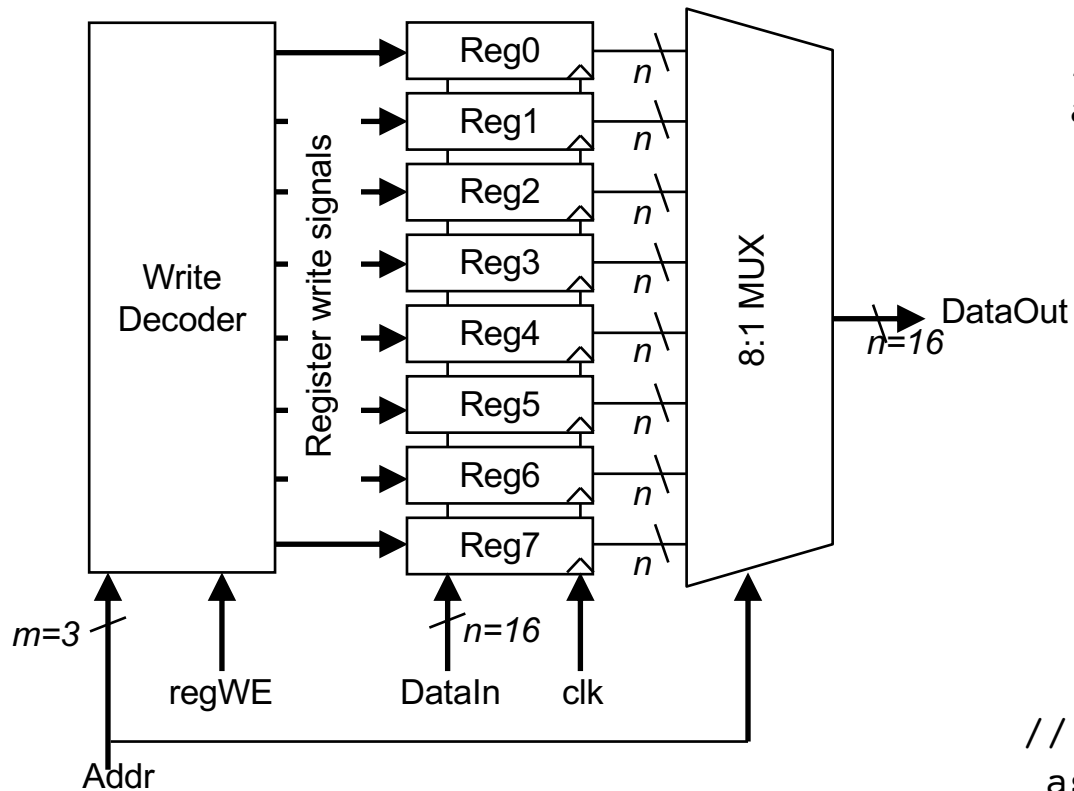 Reg0
n
a
Reg1
n
Reg2
n
Register write signals
Reg3
n
Write
Decoder
8:1 MUX
DataOut
n=16
Reg4
n
Reg5
n
Reg6
n
Reg7
n
m=3
n=16
regWE
DataIn
clk
Addr
//
as